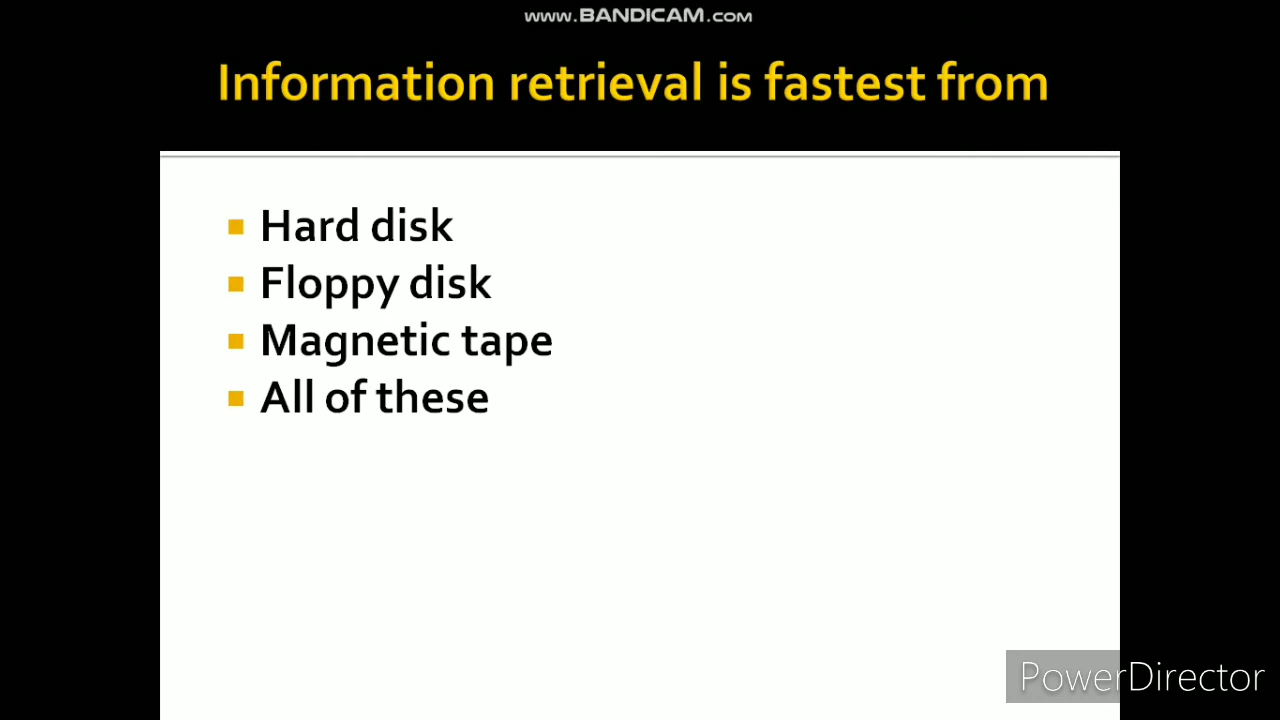 www.BANDICAM.com
Information retrieval is fastest from
Hard disk
Floppy disk
Magnetic tape
All of these
PowerDirector